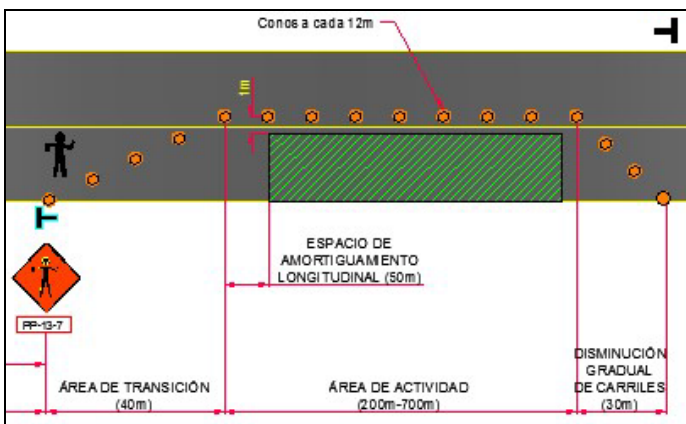 Conos a cada 12m
1m
ESPACIO DE
AMORTIGUAMIENTO
LONGITUDINAL (50m)
PP-13-7
ÁREA DE TRANSICIÓN
(40m)
ÁREA DE ACTIVIDAD
(200m-700m)
DISMINUCIÓN
GRADUAL
DE CARRILES
(30m)